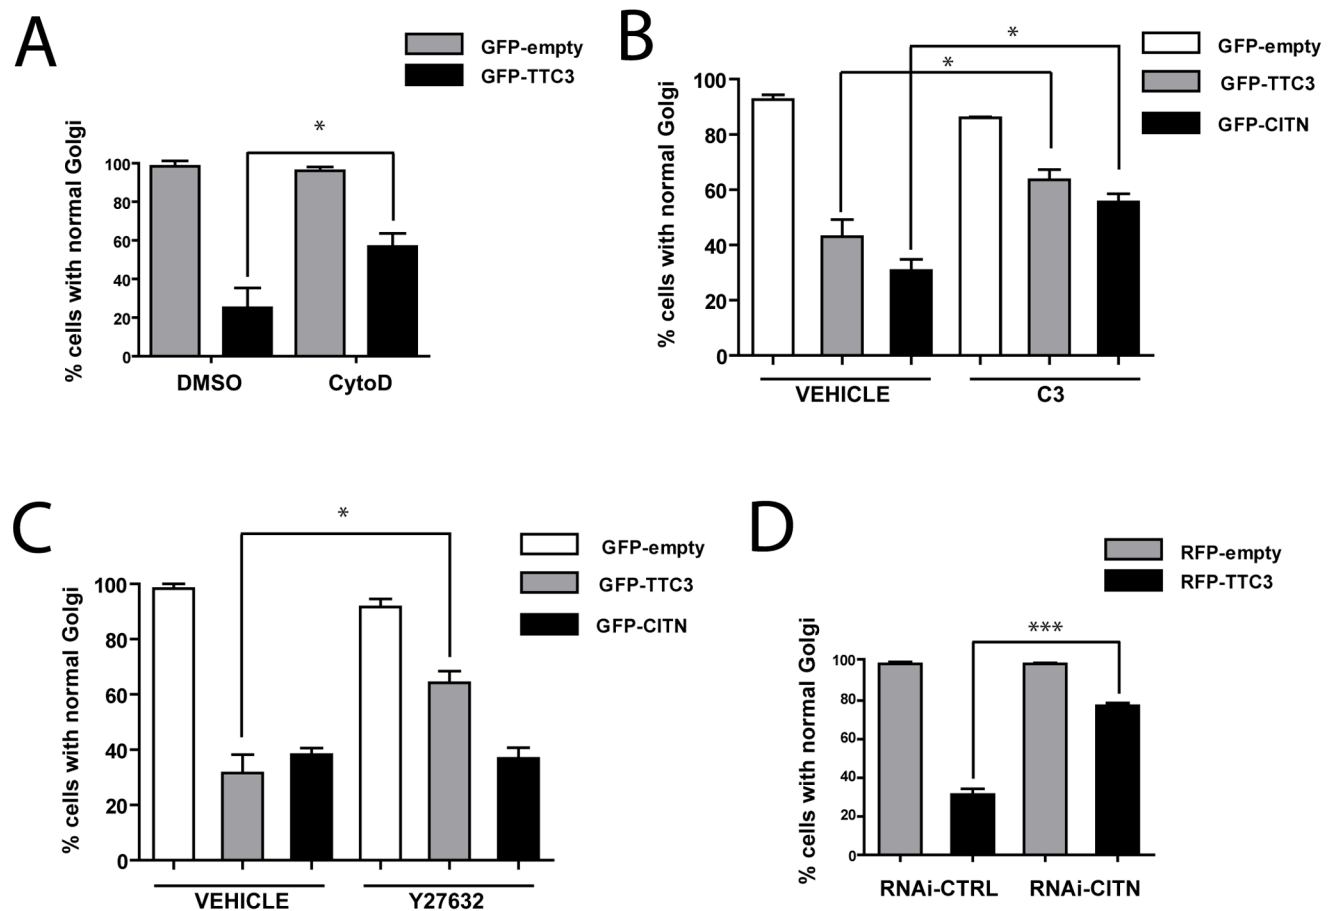 A
GFP-empty
GFP-TTC3
% cells with normal Golgi
*
100
80
60
40
20
0
DMSO CytoD
B
GFP-empty
GFP-TTC3
GFP-CITN
% cells with normal Golgi
*
*
100
80
60
40
20
0
VEHICLE C3
C
GFP-empty
GFP-TTC3
GFP-CITN
% cells with normal Golgi
*
100
80
60
40
20
0
VEHICLE Y27632
D
RFP-empty
RFP-TTC3
% cells with normal Golgi
***
100
80
60
40
20
0
RNAi-CTRL RNAi-CITN